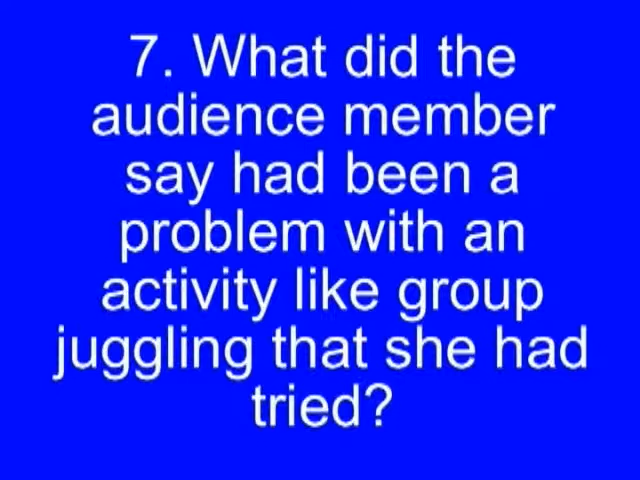 7. What did the
audience member
say had been a
problem with an
activity like group
juggling that she had
tried?